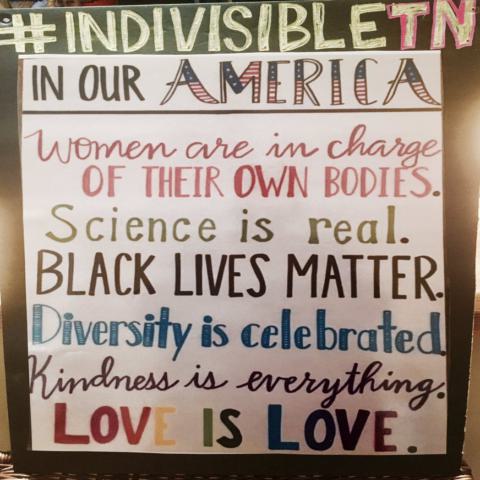 #INDIVISIBLETN
IN OUR AMERICA
Women are in charge
OF THEIR OWN BODIES.
Science is real.
BLACK LIVES MATTER.
Diversity is celebrated.
Kindness is everything.
LOVE IS LOVE.